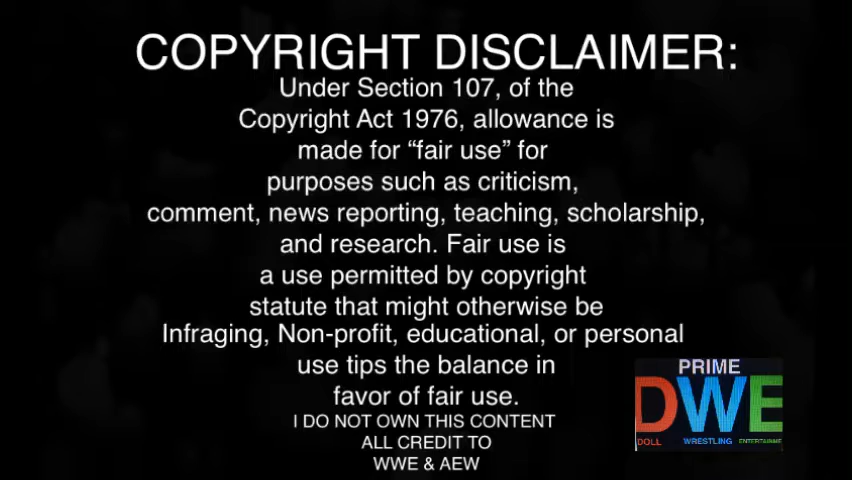 COPYRIGHT DISCLAIMER:
Under Section 107, of the
Copyright Act 1976, allowance is
made for “fair use” for
purposes such as criticism,
comment, news reporting, teaching, scholarship,
and research. Fair use is
a use permitted by copyright
statute that might otherwise be
Infraging, Non-profit, educational, or personal
use tips the balance in
favor of fair use.
I DO NOT OWN THIS CONTENT
ALL CREDIT TO
WWE & AEW
PRIME
DWE
DOLL WRESTLING ENTERTAINME